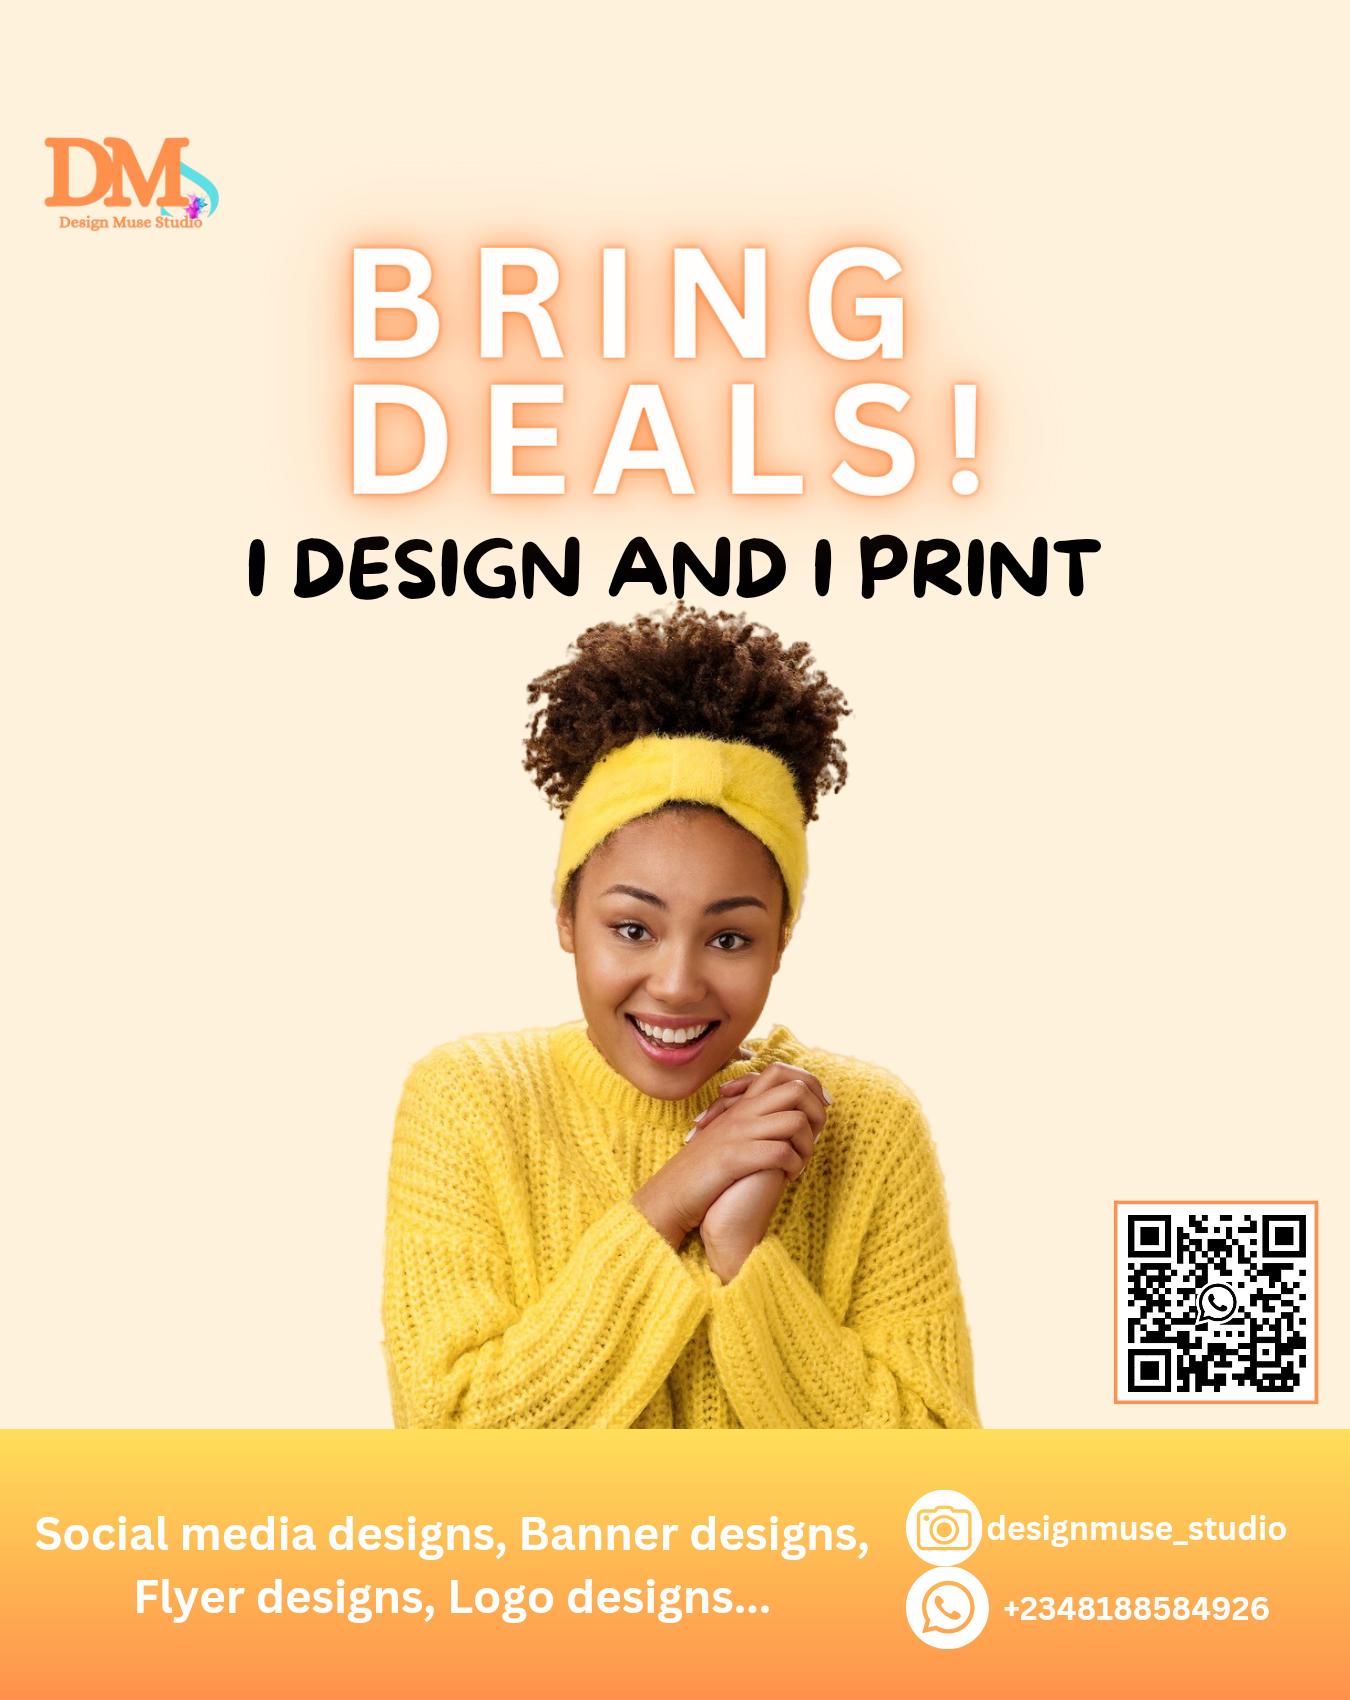 DM
Design Muse Studio
BRING
DEALS!
I DESIGN AND I PRINT
Social media designs, Banner designs,
Flyer designs, Logo designs...
designmuse_studio
+2348188584926